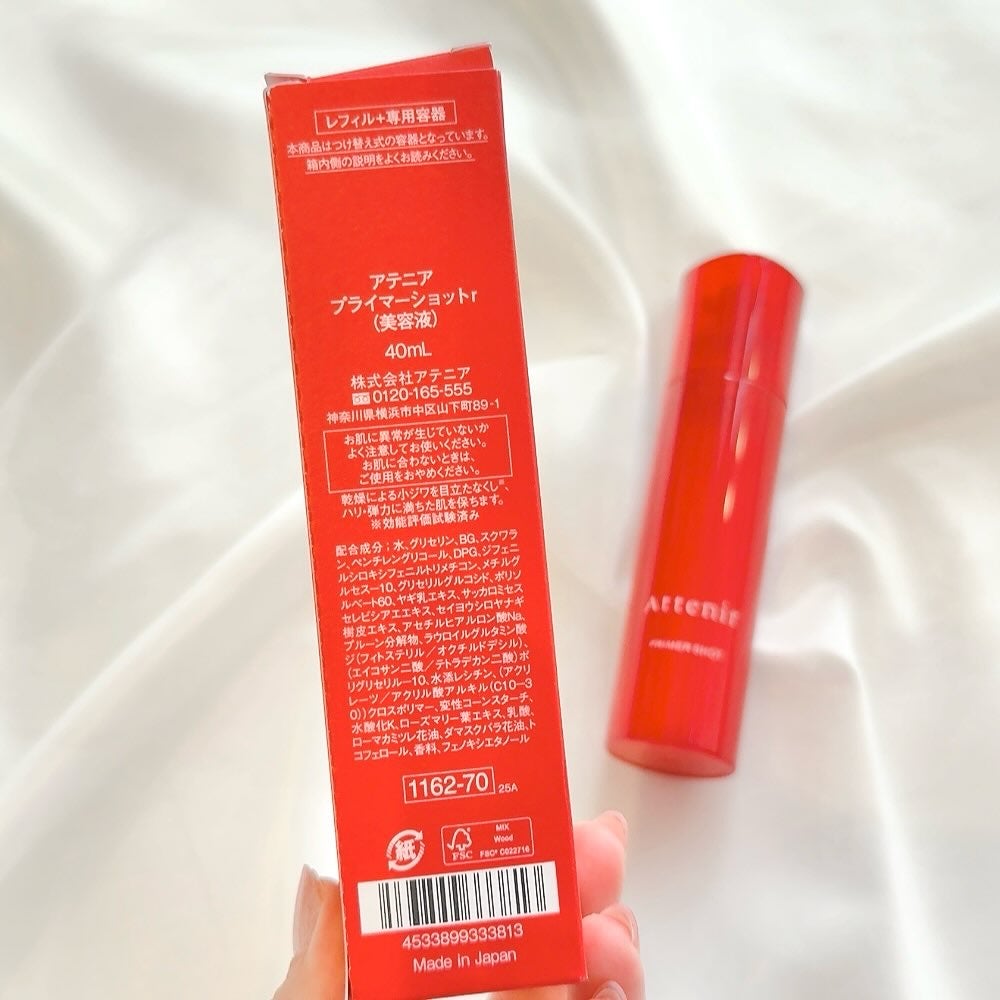 レフィル+専用容器
本商品はつけ替え式の容器となっています。
箱内側の説明をよくお読みください。
アテニア
プライマーショットr
(美容液)
40mL
株式会社アテニア
0120-165-555
神奈川県横浜市中区山下町89-1
お肌に異常が生じていないか
よく注意してお使いください。
お肌に合わないときは、
ご使用をおやめください。
乾燥による小ジワを目立たなくし※、
ハリ・弾力に満ちた肌を保ちます。
※効能評価試験済み
配合成分;水、グリセリン、BG、スクワラ
ン、ペンチレングリコール、DPG、ジフェニ
ルシロキシフェニルトリメチコン、メチルグ
ルセス-10、グリセリルグルコシド、ポリソ
ルベート60、ヤギ乳エキス、サッカロミセス
セレビシアエエキス、セイヨウシロヤナギ
樹皮エキス、アセチルヒアルロン酸Na、
プルーン分解物、ラウロイルグルタミン酸
ジ(フィトステリル/オクチルドデシル)、
(エイコサン二酸/テトラデカン二酸)ポ
リグリセリル-10、水添レシチン、(アクリ
レーツ/アクリル酸アルキル(C10-3
0))クロスポリマー、変性コーンスターチ、
水酸化K、ローズマリー葉エキス、乳酸、
ローマカミツレ花油、ダマスクバラ花油、ト
コフェロール、香料、フェノキシエタノール
1162-70 25A
紙
FSC
MIX
Wood
FSC® C022716
4533899333813
Made in Japan
Attenir
PRIMER SHOT